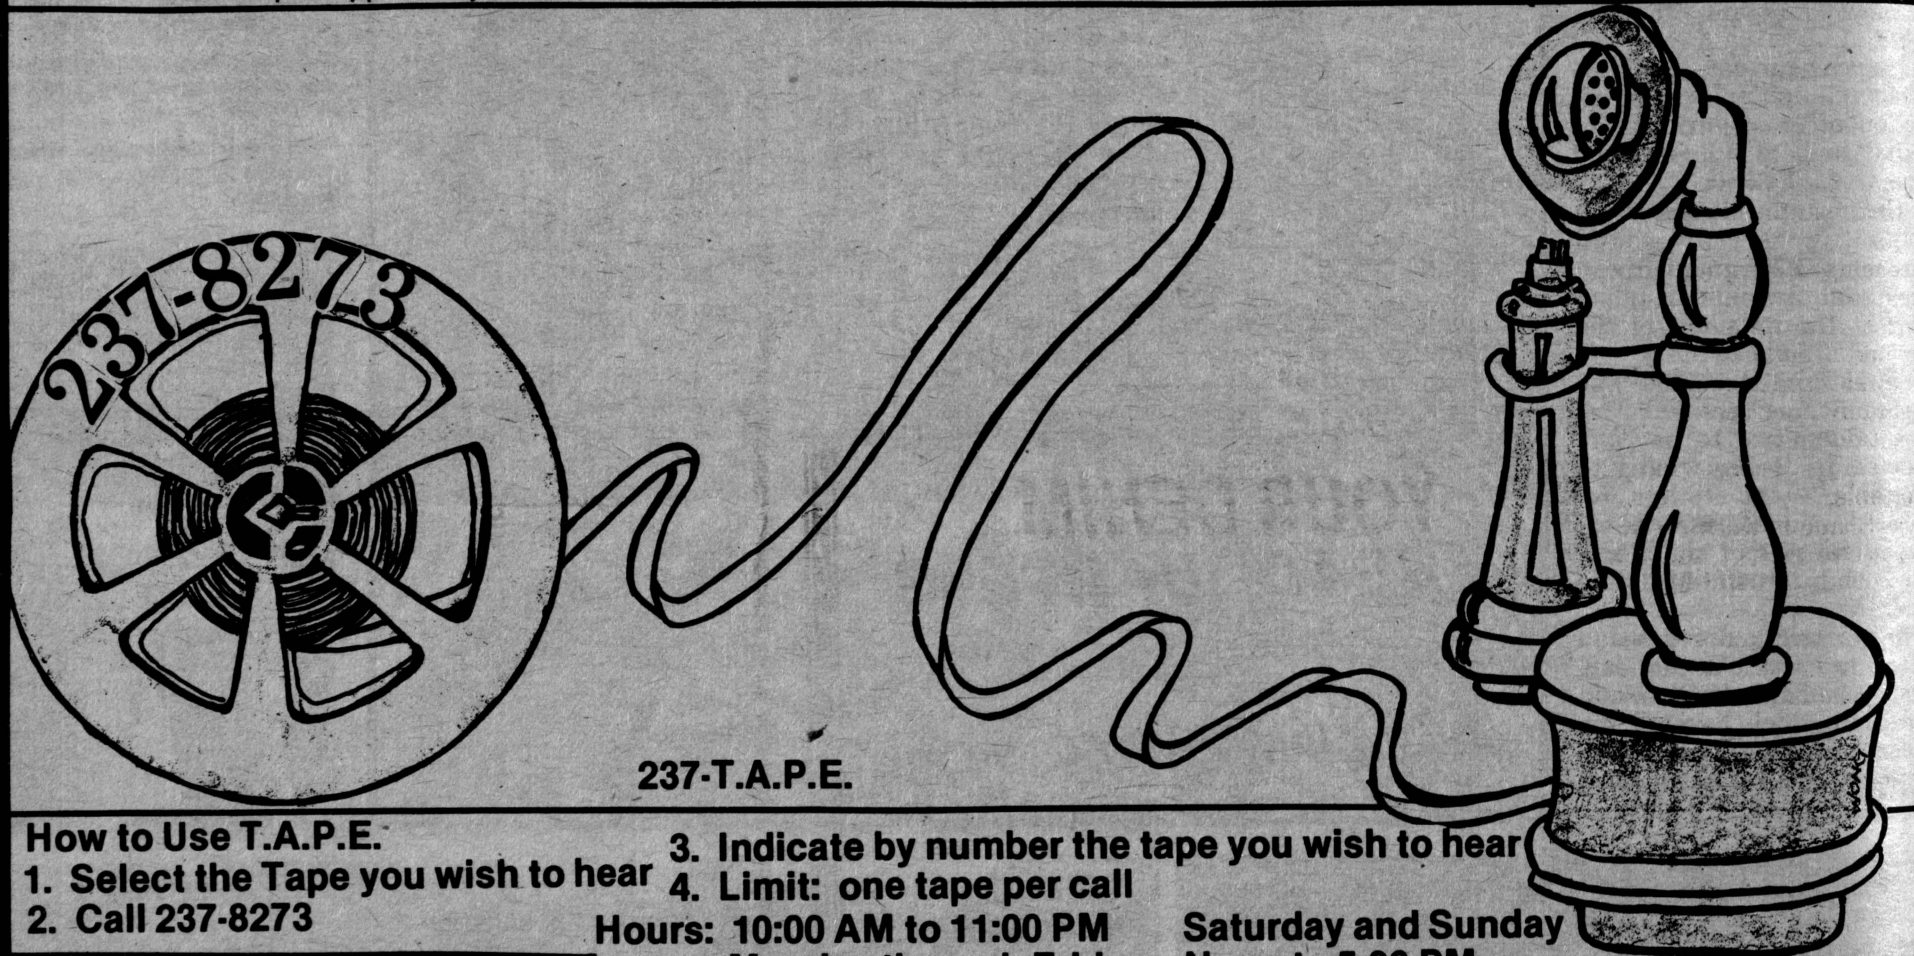 237-8273
237-T.A.P.E.
How to Use T.A.P.E.
1. Select the Tape you wish to hear
2. Call 237-8273
3. Indicate by number the tape you wish to hear
4. Limit: one tape per call
Hours: 10:00 AM to 11:00 PM
Saturday and Sunday
WONG